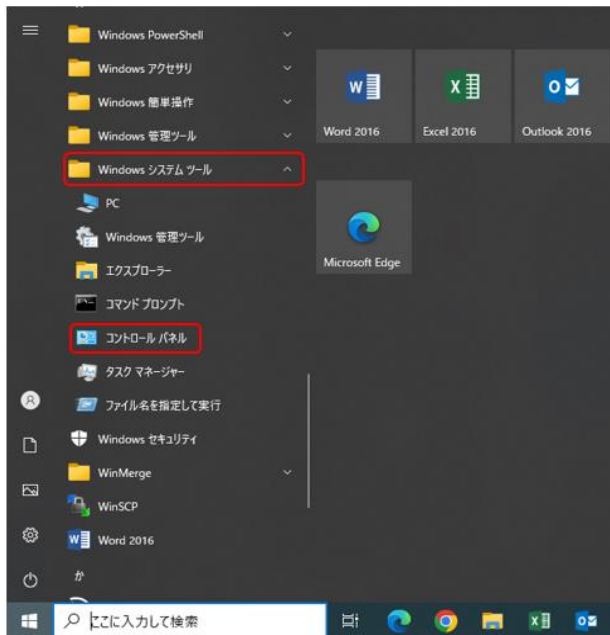 Windows PowerShell
Windows アクセサリ
Windows 簡単操作
Windows 管理ツール
Windows システム ツール
PC
Windows 管理ツール
エクスプローラー
コマンド プロンプト
コントロール パネル
タスク マネージャー
ファイル名を指定して実行
Windows セキュリティ
WinMerge
WinSCP
Word 2016
か
Word 2016
Excel 2016
Outlook 2016
Microsoft Edge
ここに入力して検索